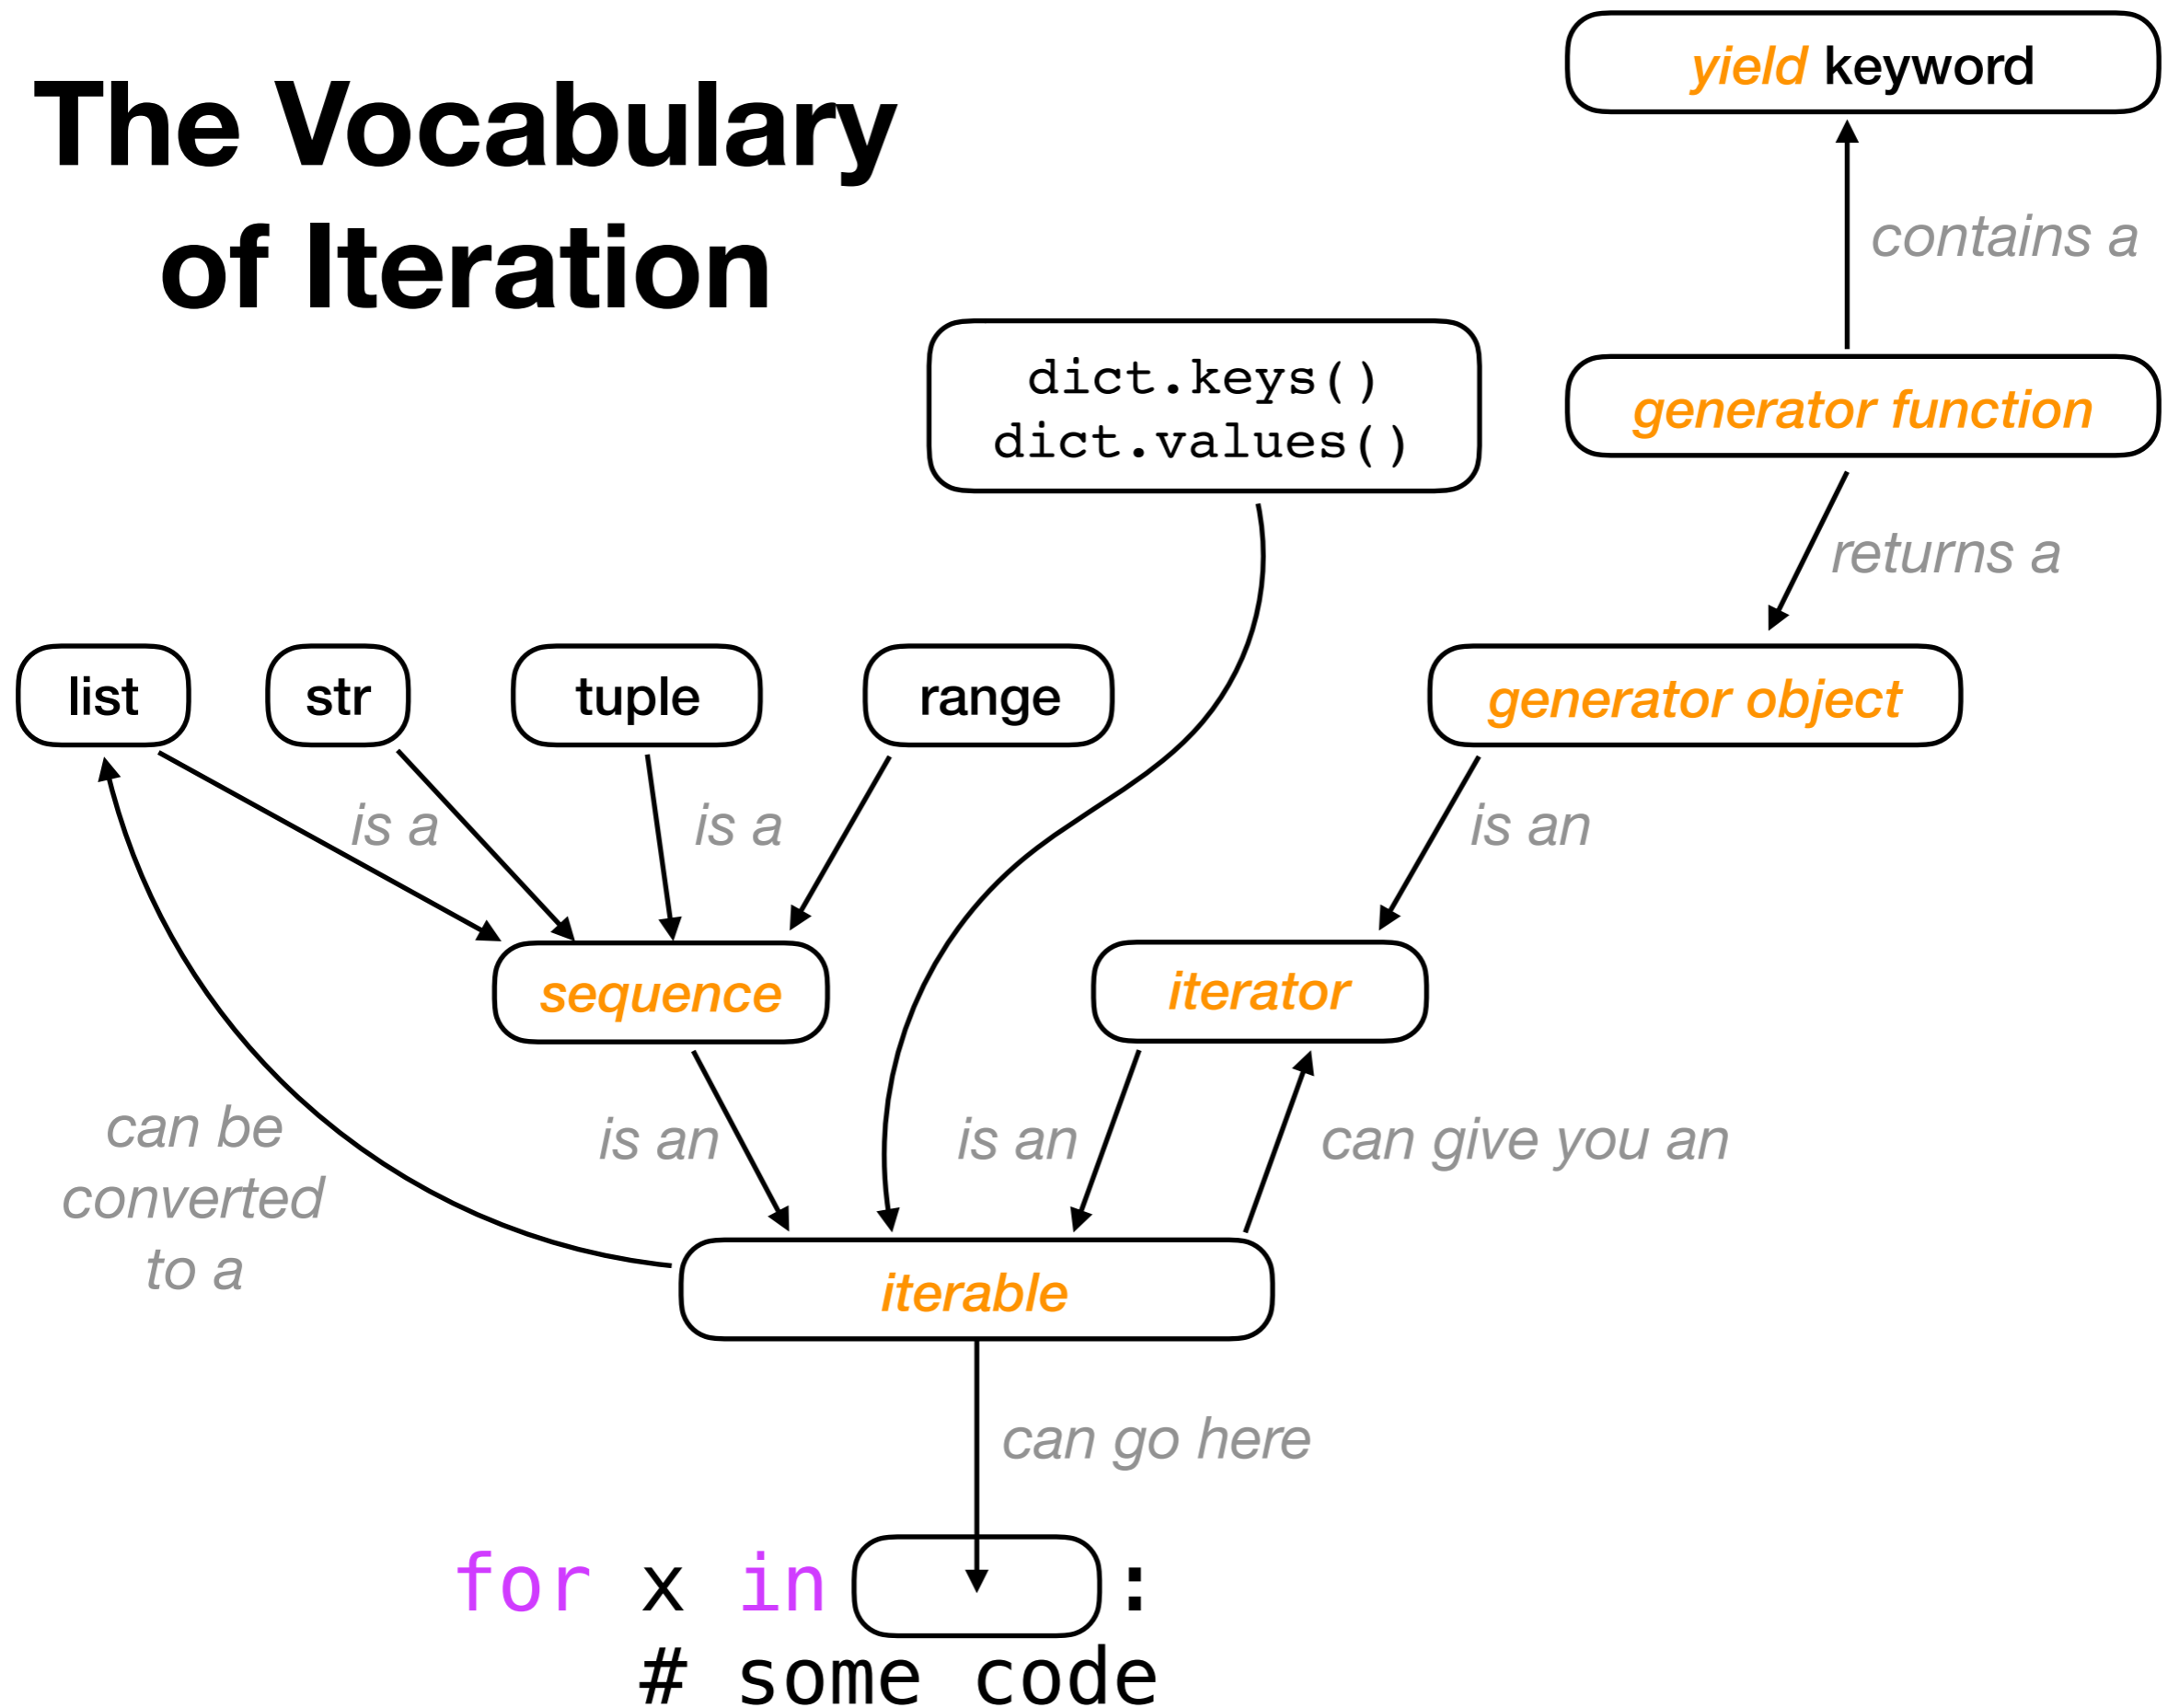 The Vocabulary
of Iteration
yield keyword
contains a
dict.keys()
dict.values()
generator function
returns a
list
str
tuple
range
generator object
is a
is a
is an
sequence
iterator
can be
converted
to a
is an
is an
can give you an
iterable
can go here
for x in :
# some code